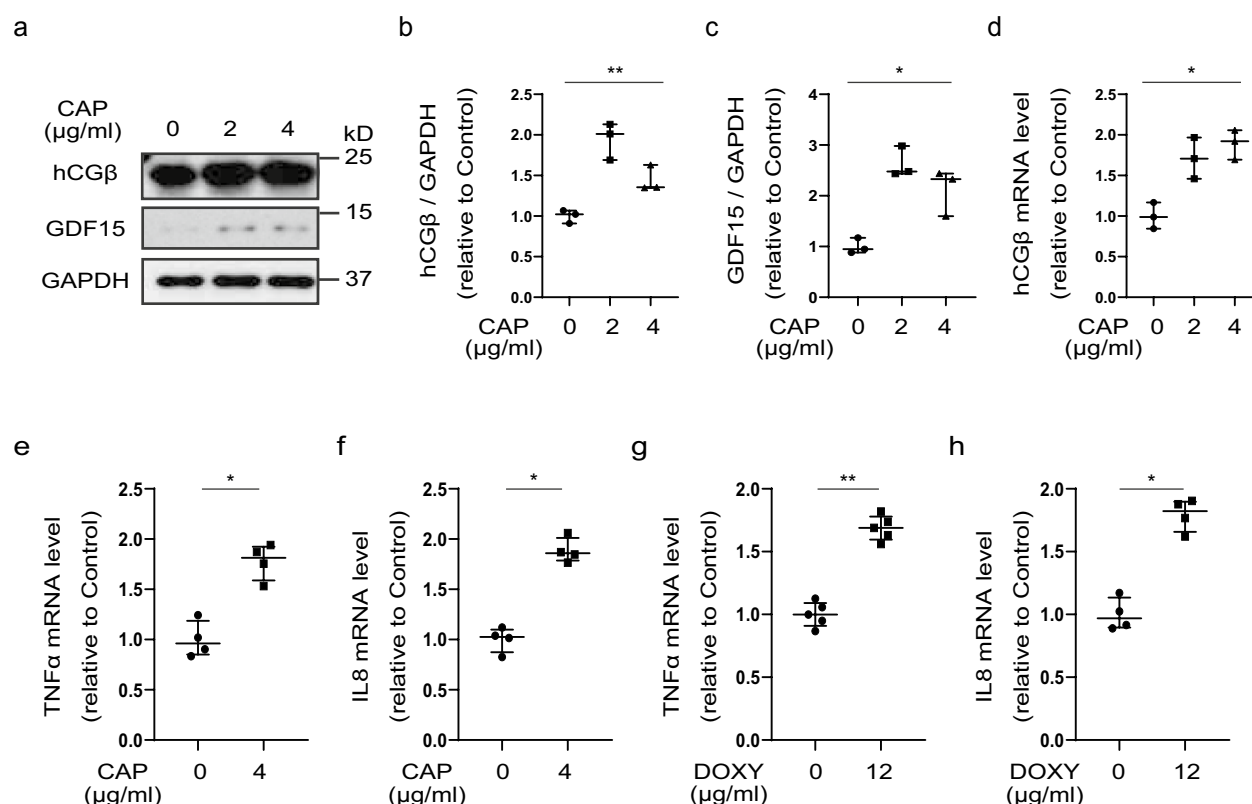 a
CAP
(µg/ml)
0 2 4 kD
hCGβ
25
GDF15
15
GAPDH
37
b
**
hCGβ / GAPDH
(relative to Control)
2.5
2.0
1.5
1.0
0.5
0.0
CAP
(µg/ml)
0 2 4
c
*
GDF15 / GAPDH
(relative to Control)
4
3
2
1
0
CAP
(µg/ml)
0 2 4
d
*
hCGβ mRNA level
(relative to Control)
2.5
2.0
1.5
1.0
0.5
0.0
CAP
(µg/ml)
0 2 4
e
*
TNFα mRNA level
(relative to Control)
2.5
2.0
1.5
1.0
0.5
0.0
CAP
(µg/ml)
0 4
f
*
IL8 mRNA level
(relative to Control)
2.5
2.0
1.5
1.0
0.5
0.0
CAP
(µg/ml)
0 4
g
**
TNFα mRNA level
(relative to Control)
2.0
1.5
1.0
0.5
0.0
DOXY
(µg/ml)
0 12
h
*
IL8 mRNA level
(relative to Control)
2.0
1.5
1.0
0.5
0.0
DOXY
(µg/ml)
0 12